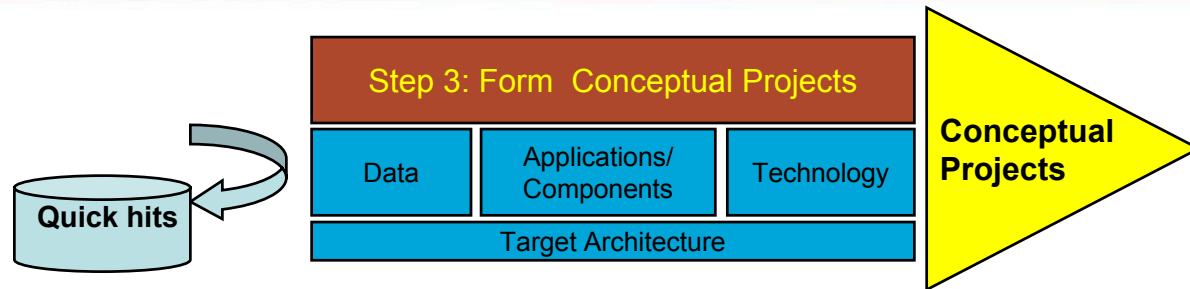 Step 3: Form Conceptual Projects
Data
Applications/
Components
Technology
Target Architecture
Conceptual
Projects
Quick hits